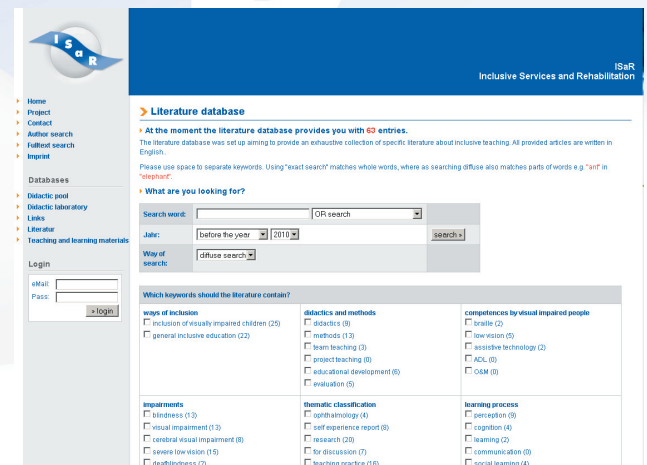 I S a R
ISaR
Inclusive Services and Rehabilitation
Home
Project
Contact
Author search
Fulltext search
Imprint
Databases
Didactic pool
Didactic laboratory
Links
Literatur
Teaching and learning materials
Login
eMail:
Pass:
» login
Literature database
At the moment the literature database provides you with 63 entries.
The literature database was set up aiming to provide an exhaustive collection of specific literature about inclusive teaching. All provided articles are written in
English.
Please use space to separate keywords. Using "exact search" matches whole words, where as searching diffuse also matches parts of words e.g. "ant" in
"elephant".
What are you looking for?
Search word: OR search
Jahr: before the year 2010 search »
Way of
search: diffuse search
Which keywords should the literature contain?
ways of inclusion
inclusion of visually impaired children (25)
general inclusive education (22)
didactics and methods
didactics (9)
methods (13)
team teaching (3)
project teaching (0)
educational development (6)
evaluation (5)
competences by visual impaired people
braille (2)
low vision (5)
assistive technology (2)
ADL (0)
O&M (0)
impairments
blindness (13)
visual impairment (13)
cerebral visual impairment (8)
severe low vision (15)
deafblindness (2)
thematic classification
ophthalmology (4)
self experience report (8)
research (20)
for discussion (7)
teaching practice (16)
learning process
perception (9)
cognition (4)
learning (2)
communication (0)
social learning (4)